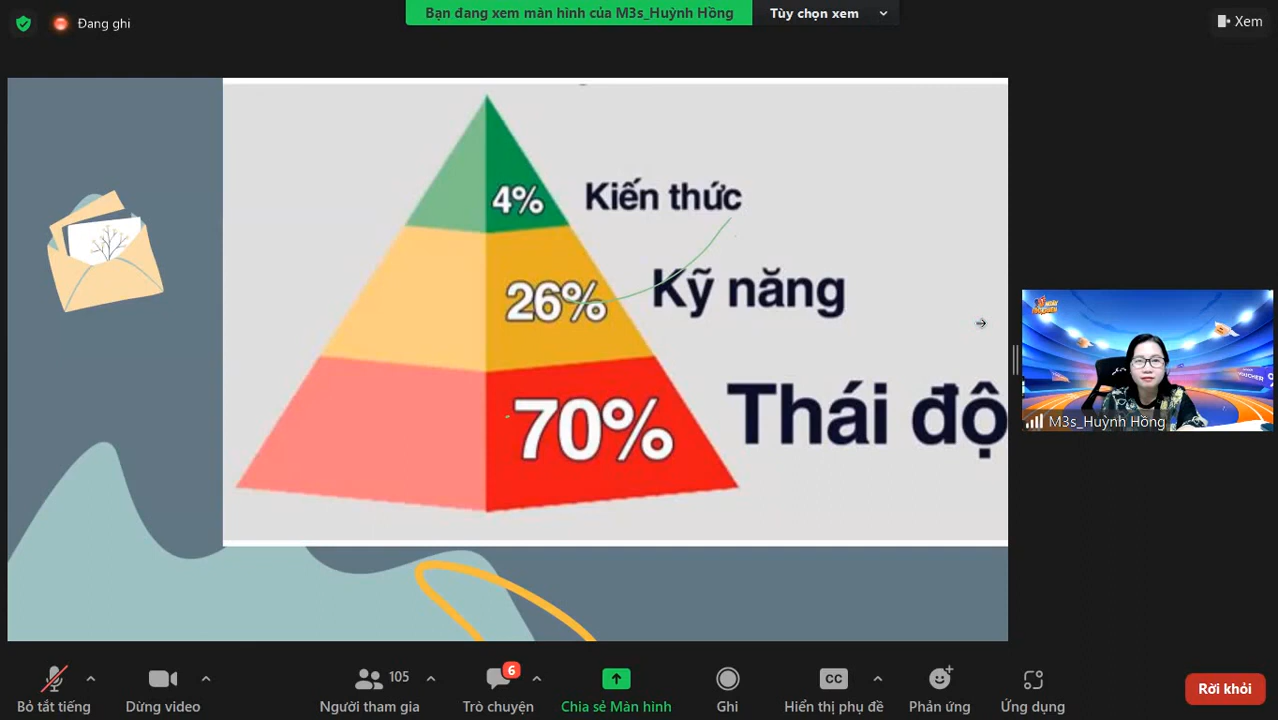 Bạn đang xem màn hình của M3s_Huỳnh Hồng
Tùy chọn xem
Đang ghi
Xem
4% Kiến thức
26% Kỹ năng
70% Thái độ
M3s_Huỳnh Hồng
Bỏ tắt tiếng
Dừng video
105
Người tham gia
6
Trò chuyện
Chia sẻ Màn hình
Ghi
CC
Hiển thị phụ đề
Phản ứng
Ứng dụng
Rời khỏi